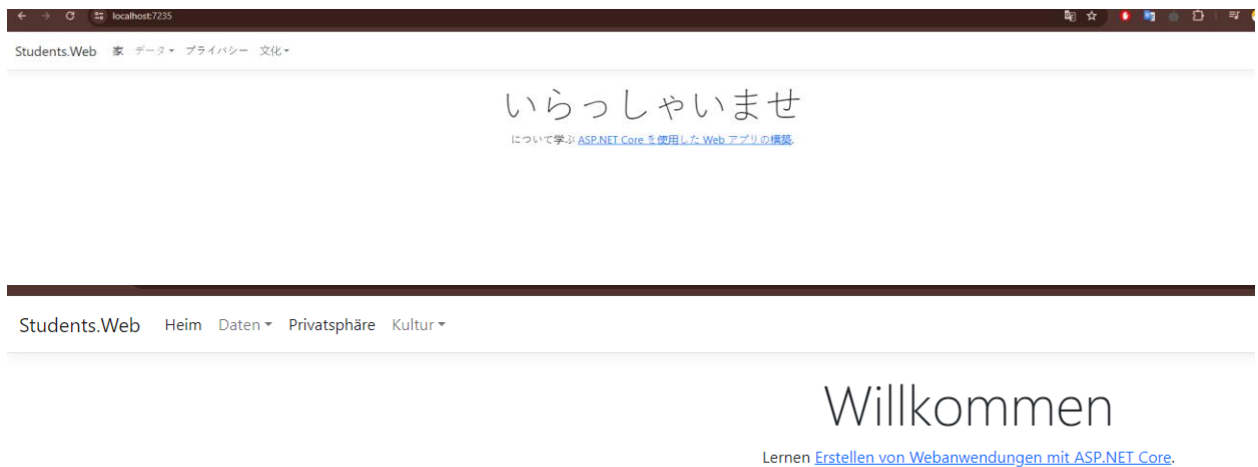 localhost:7235
Students.Web 家 データ プライバシー 文化
いらっしゃいませ
について学ぶ ASP.NET Core を使用した Web アプリの構築.
Students.Web Heim Daten Privatsphäre Kultur
Willkommen
Lernen Erstellen von Webanwendungen mit ASP.NET Core.